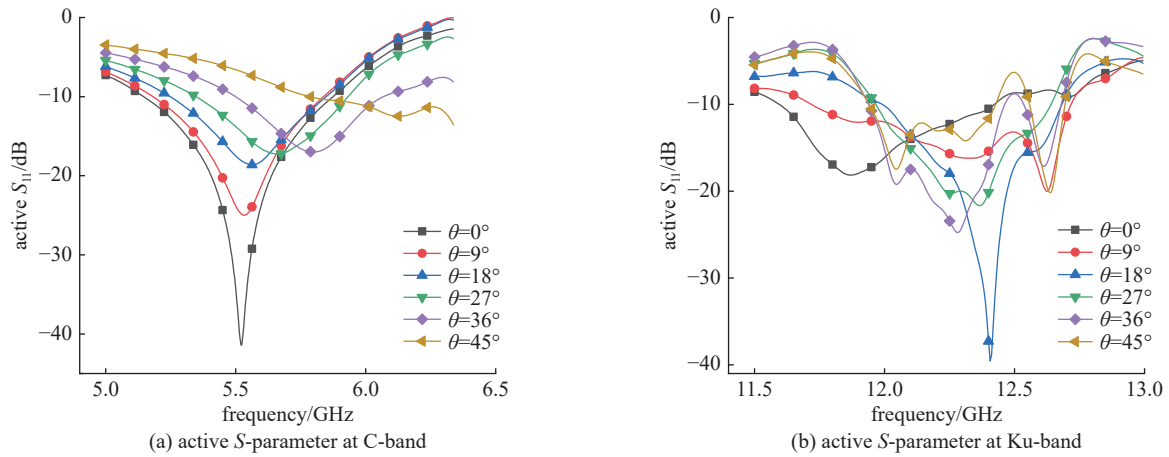 0
−10
−20
−30
−40
active S₁₁/dB
θ=0°
θ=9°
θ=18°
θ=27°
θ=36°
θ=45°
5.0 5.5 6.0 6.5
frequency/GHz
(a) active S-parameter at C-band
0
−10
−20
−30
−40
active S₁₁/dB
θ=0°
θ=9°
θ=18°
θ=27°
θ=36°
θ=45°
11.5 12.0 12.5 13.0
frequency/GHz
(b) active S-parameter at Ku-band